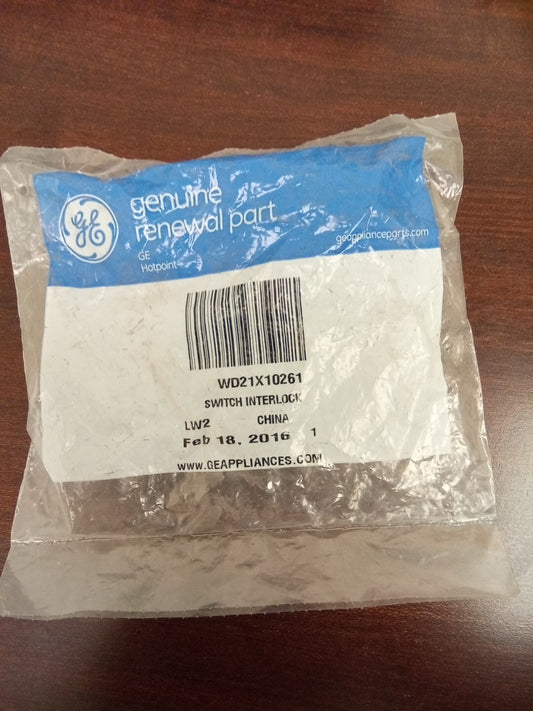 GE
genuine
renewal part
GE
Hotpoint
geapplianceparts.com
WD21X10261
SWITCH INTERLOCK
LW2 CHINA
Feb 18, 2016 1
WWW.GEAPPLIANCES.COM